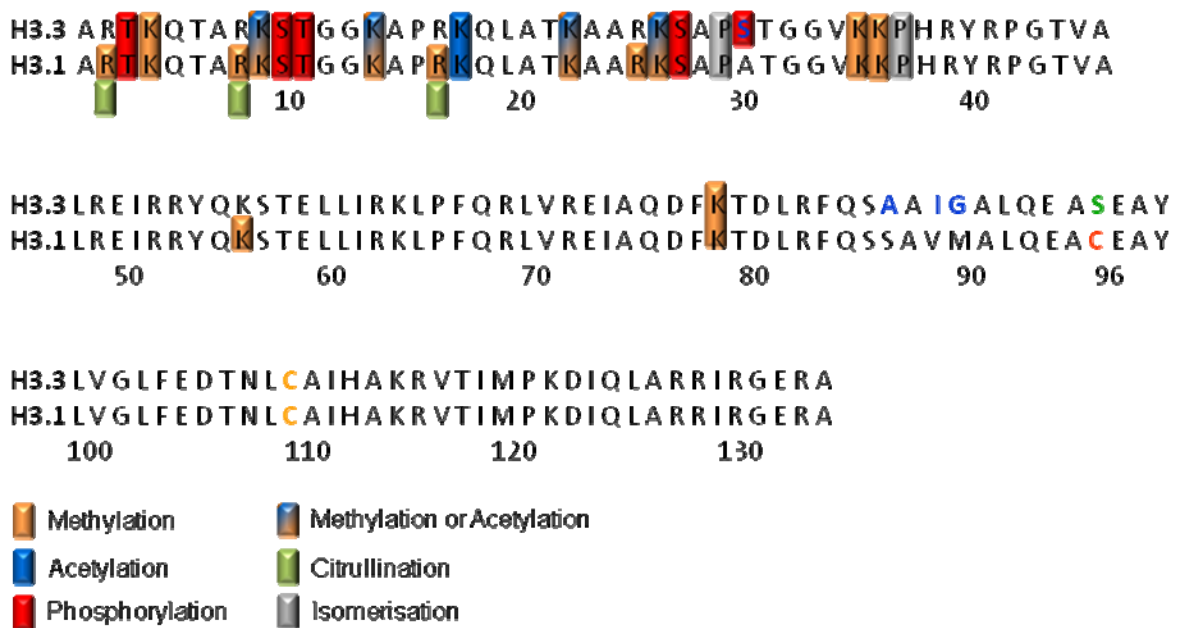 H3.3 A R T K Q T A R K S T G G K A P R K Q L A T K A A R K S A P S T G G V K K P H R Y R P G T V A
H3.1 A R T K Q T A R K S T G G K A P R K Q L A T K A A R K S A P A T G G V K K P H R Y R P G T V A
10 20 30 40
H3.3 L R E I R R Y Q K S T E L L I R K L P F Q R L V R E I A Q D F K T D L R F Q S A A I G A L Q E A S E A Y
H3.1 L R E I R R Y Q K S T E L L I R K L P F Q R L V R E I A Q D F K T D L R F Q S S A V M A L Q E A C E A Y
50 60 70 80 90 96
H3.3 L V G L F E D T N L C A I H A K R V T I M P K D I Q L A R R I R G E R A
H3.1 L V G L F E D T N L C A I H A K R V T I M P K D I Q L A R R I R G E R A
100 110 120 130
Methylation
Methylation or Acetylation
Acetylation
Citrullination
Phosphorylation
Isomerisation